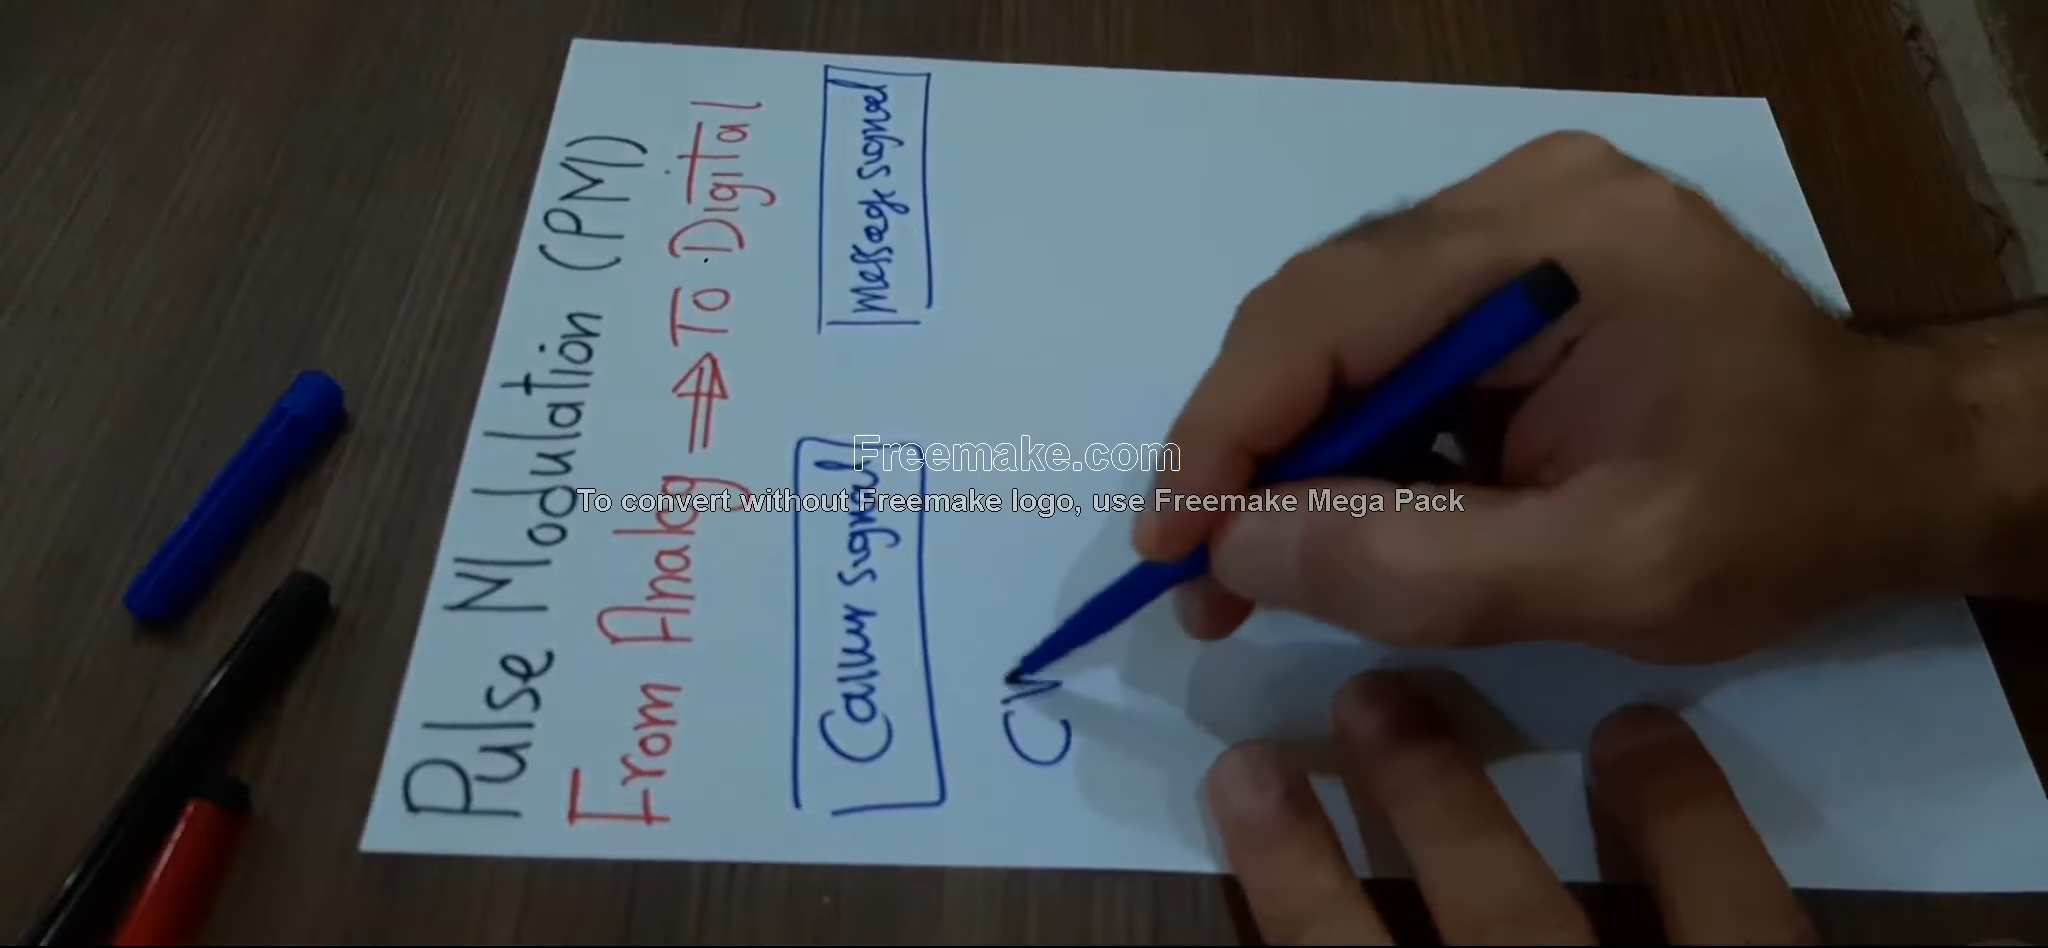 Pulse Modulation (PM)
From Analog ⇒ To Digital
Carrier signal
Messeg signal
Freemake.com
To convert without Freemake logo, use Freemake Mega Pack